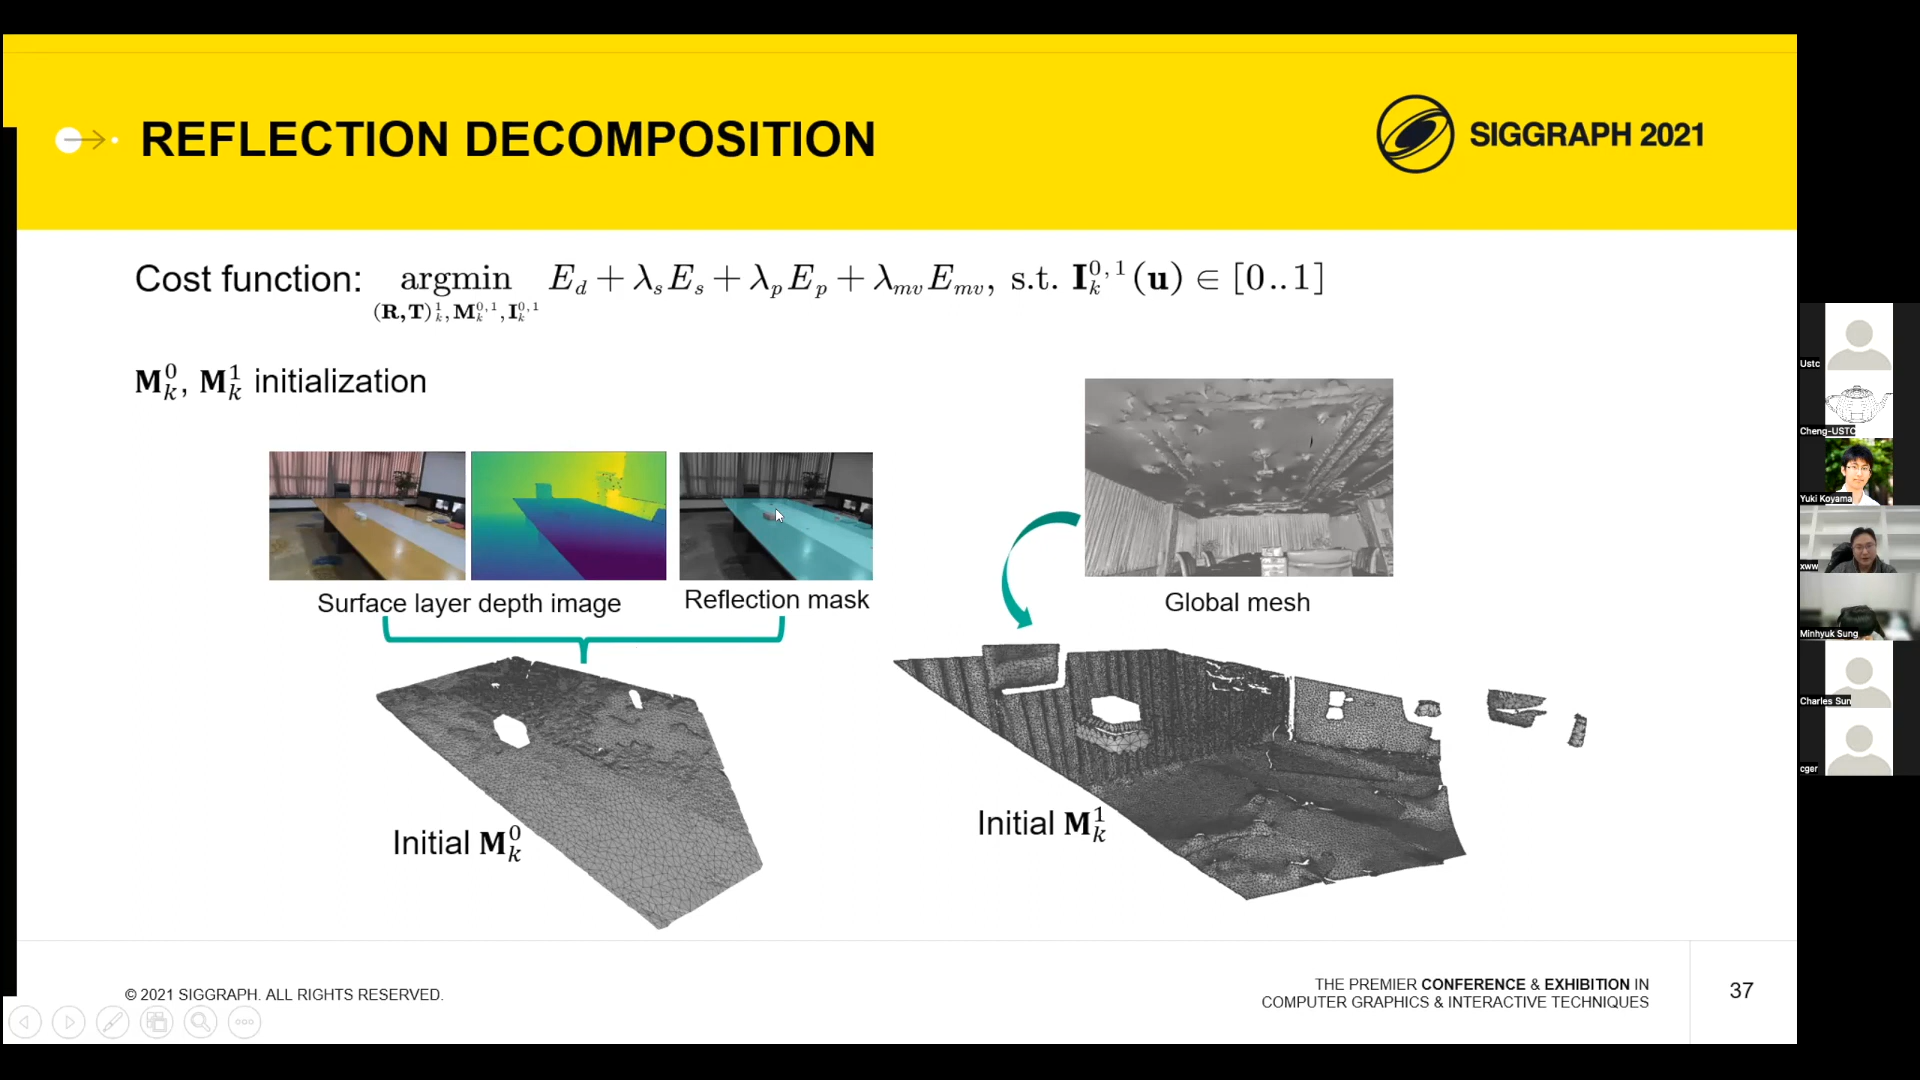 REFLECTION DECOMPOSITION
SIGGRAPH 2021
Cost function: argmin E_d + λ_s E_s + λ_p E_p + λ_mv E_mv, s.t. I_k^{0,1}(u) ∈ [0..1]
(R,T)_k^1, M_k^{0,1}, I_k^{0,1}
M_k^0, M_k^1 initialization
Surface layer depth image
Reflection mask
Global mesh
Initial M_k^0
Initial M_k^1
© 2021 SIGGRAPH. ALL RIGHTS RESERVED.
THE PREMIER CONFERENCE & EXHIBITION IN
COMPUTER GRAPHICS & INTERACTIVE TECHNIQUES
37
Ustc
Cheng-USTC
Yuki Koyama
xww
Minhyuk Sung
Charles Sun
cger